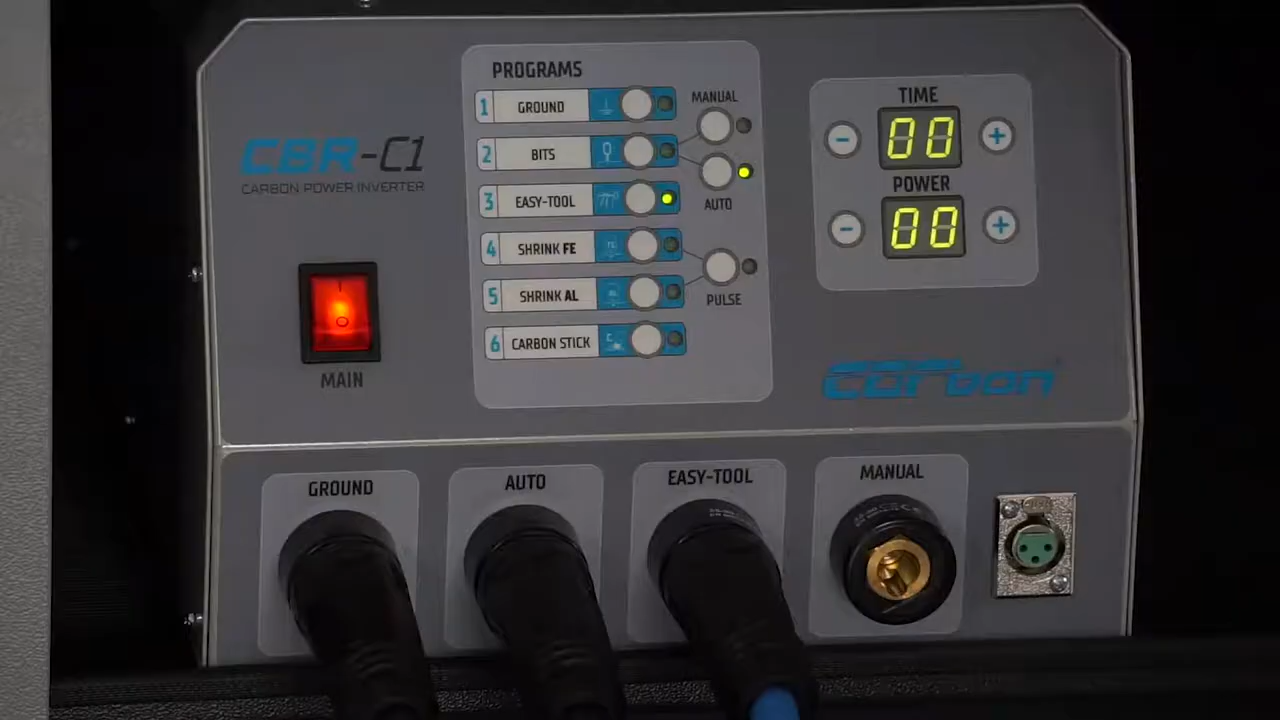 PROGRAMS
1 GROUND
2 BITS
3 EASY-TOOL
4 SHRINK FE
5 SHRINK AL
6 CARBON STICK
MANUAL
AUTO
PULSE
TIME
- 00 +
POWER
- 00 +
CBR-C1
CARBON POWER INVERTER
MAIN
carbon
GROUND
AUTO
EASY-TOOL
MANUAL